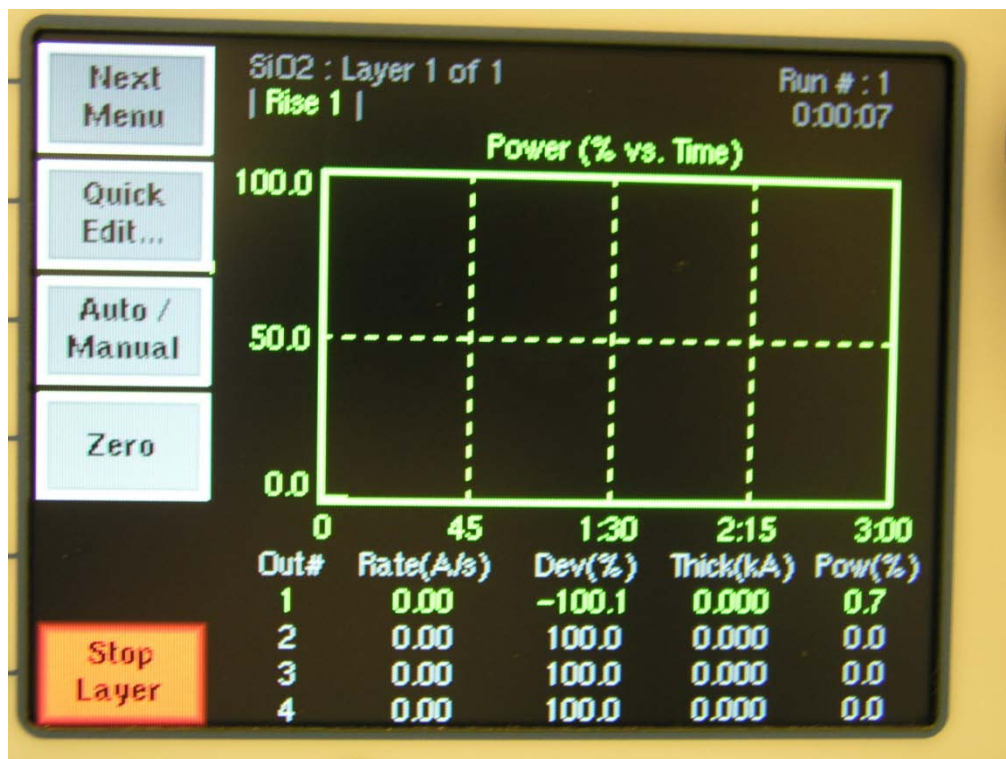 Next
Menu
Quick
Edit...
Auto /
Manual
Zero
Stop
Layer
SiO2 : Layer 1 of 1
| Rise 1 |
Run # : 1
0:00:07
Power (% vs. Time)
100.0
50.0
0.0
0 45 1:30 2:15 3:00
Out# Rate(A/s) Dev(%) Thick(kA) Pow(%)
1 0.00 -100.1 0.000 0.7
2 0.00 100.0 0.000 0.0
3 0.00 100.0 0.000 0.0
4 0.00 100.0 0.000 0.0